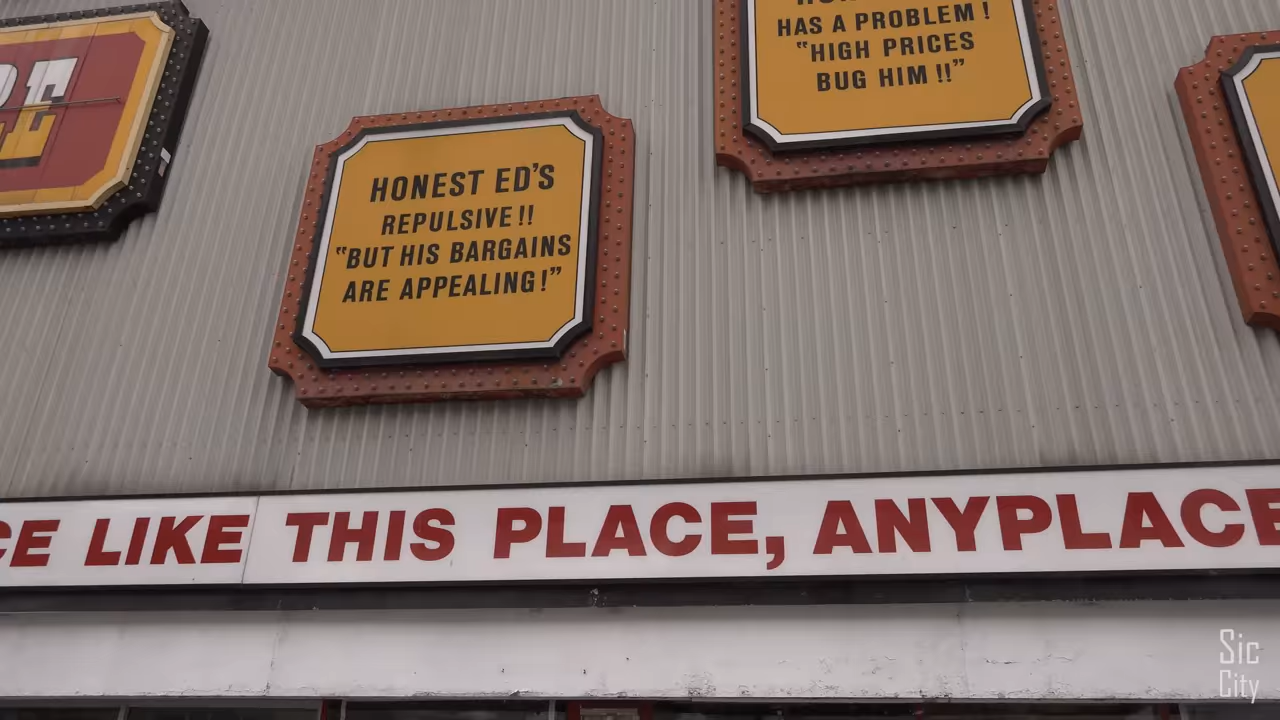 HAS A PROBLEM!
"HIGH PRICES
BUG HIM!!"
HONEST ED'S
REPULSIVE!!
"BUT HIS BARGAINS
ARE APPEALING!"
LIKE THIS PLACE, ANYPLACE
Sic
City